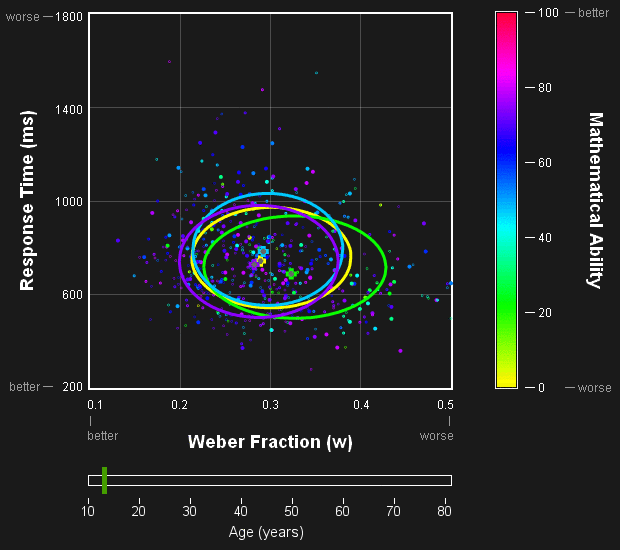 worse
1800
1400
1000
600
better
200
Response Time (ms)
0.1
0.2
0.3
0.4
0.5
better
Weber Fraction (w)
worse
10
20
30
40
50
60
70
80
Age (years)
100
better
80
60
40
20
0
worse
Mathematical Ability